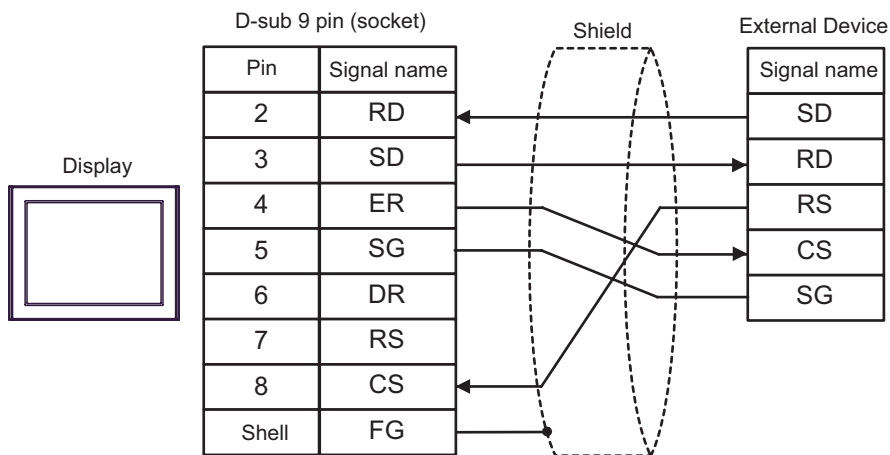 D-sub 9 pin (socket)
Shield
External Device
Pin Signal name
Signal name
2 RD
SD
3 SD
RD
Display
4 ER
RS
5 SG
CS
6 DR
SG
7 RS
8 CS
Shell FG